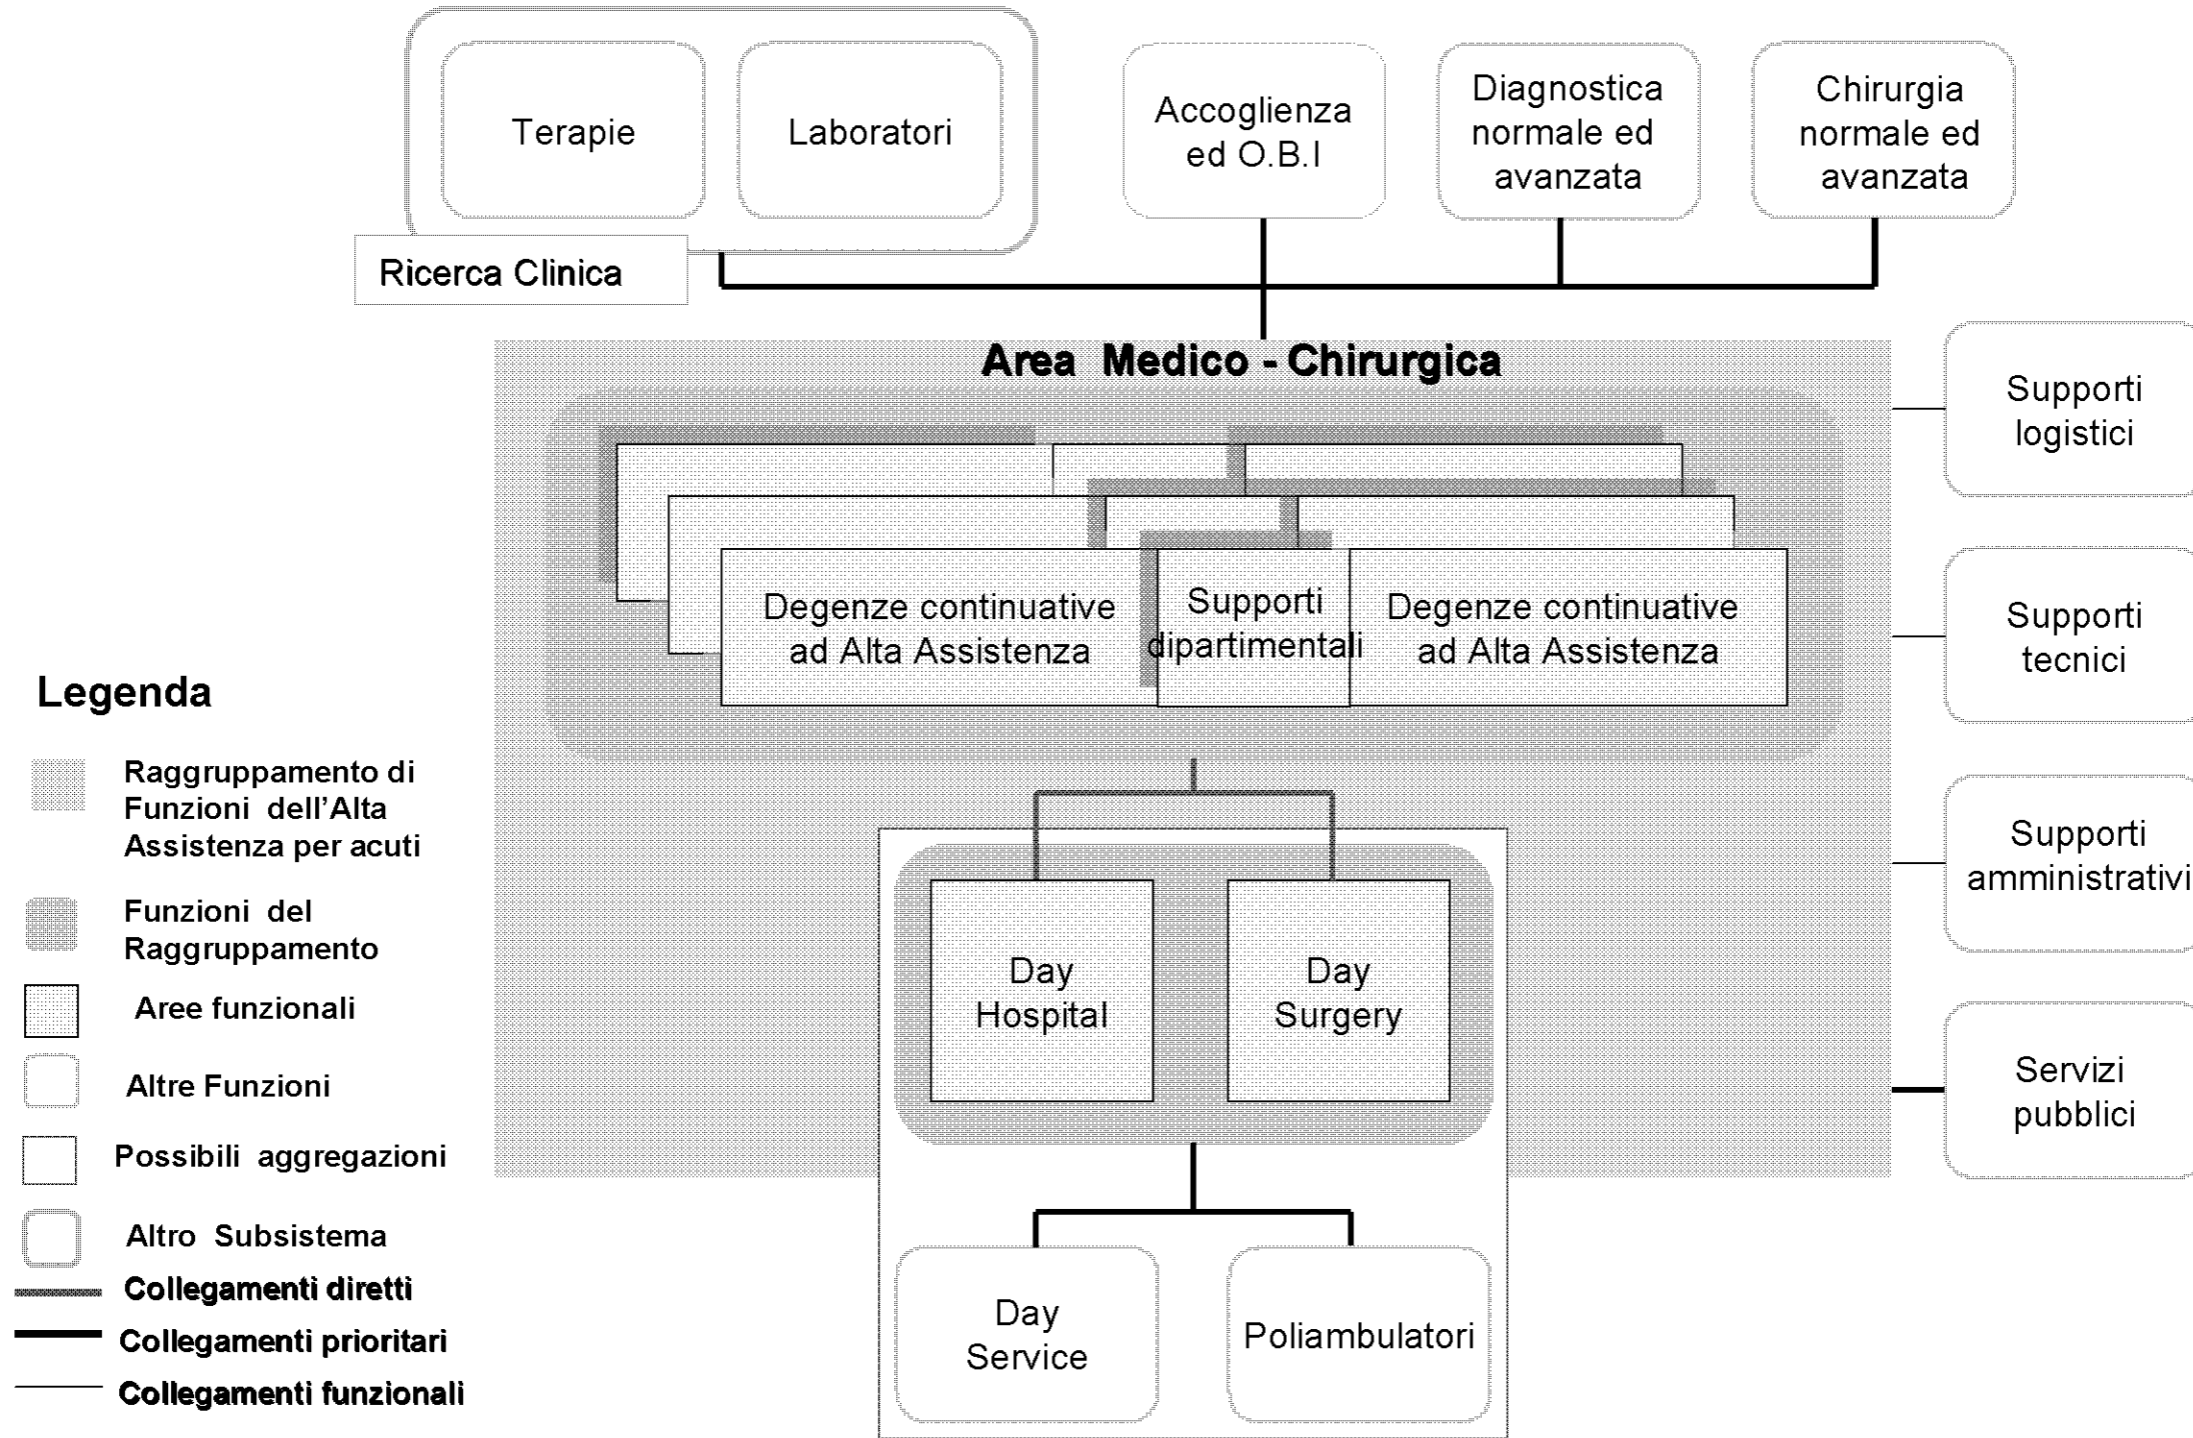 Terapie
Laboratori
Accoglienza
ed O.B.I
Diagnostica
normale ed
avanzata
Chirurgia
normale ed
avanzata
Ricerca Clinica
Area Medico - Chirurgica
Degenze continuative
ad Alta Assistenza
Supporti
dipartimentali
Degenze continuative
ad Alta Assistenza
Supporti
logistici
Supporti
tecnici
Supporti
amministrativi
Servizi
pubblici
Day
Hospital
Day
Surgery
Day
Service
Poliambulatori
Legenda
Raggruppamento di
Funzioni dell'Alta
Assistenza per acuti
Funzioni del
Raggruppamento
Aree funzionali
Altre Funzioni
Possibili aggregazioni
Altro Subsistema
Collegamenti diretti
Collegamenti prioritari
Collegamenti funzionali